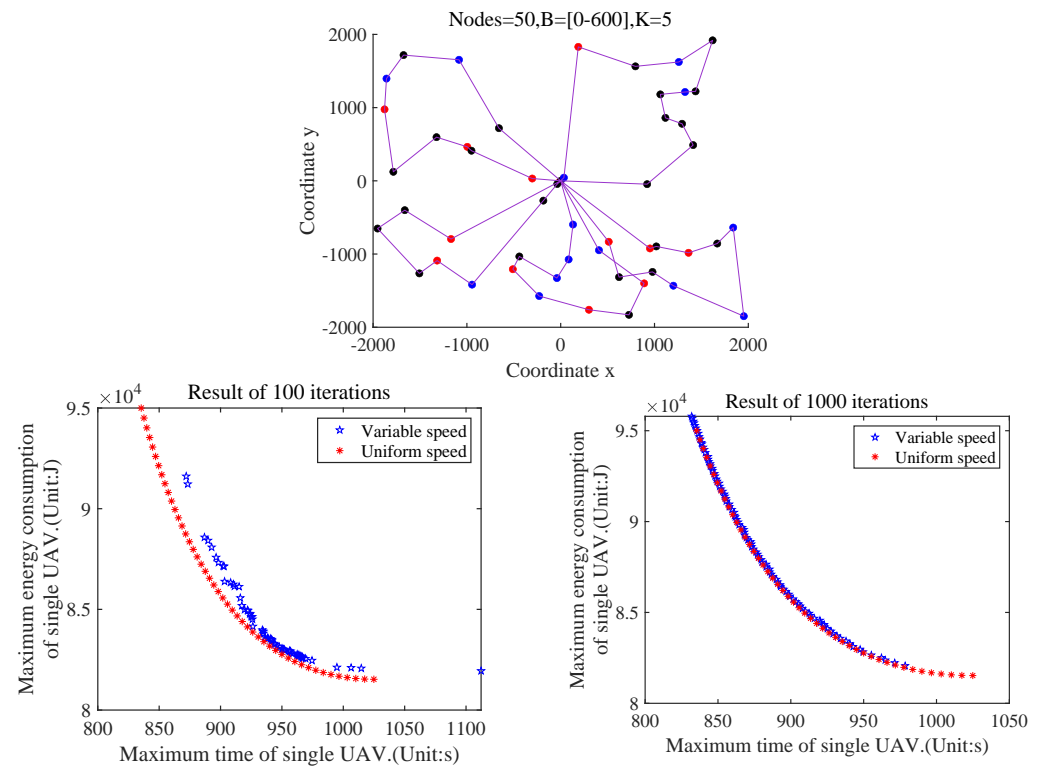 Nodes=50,B=[0-600],K=5
2000
1000
0
-1000
-2000
Coordinate y
-2000
-1000
0
1000
2000
Coordinate x
Result of 100 iterations
×10⁴
9.5
9
8.5
8
Maximum energy consumption
of single UAV.(Unit:J)
Variable speed
Uniform speed
800
850
900
950
1000
1050
1100
Maximum time of single UAV.(Unit:s)
Result of 1000 iterations
×10⁴
9.5
9
8.5
8
Maximum energy consumption
of single UAV.(Unit:J)
Variable speed
Uniform speed
800
850
900
950
1000
1050
Maximum time of single UAV.(Unit:s)